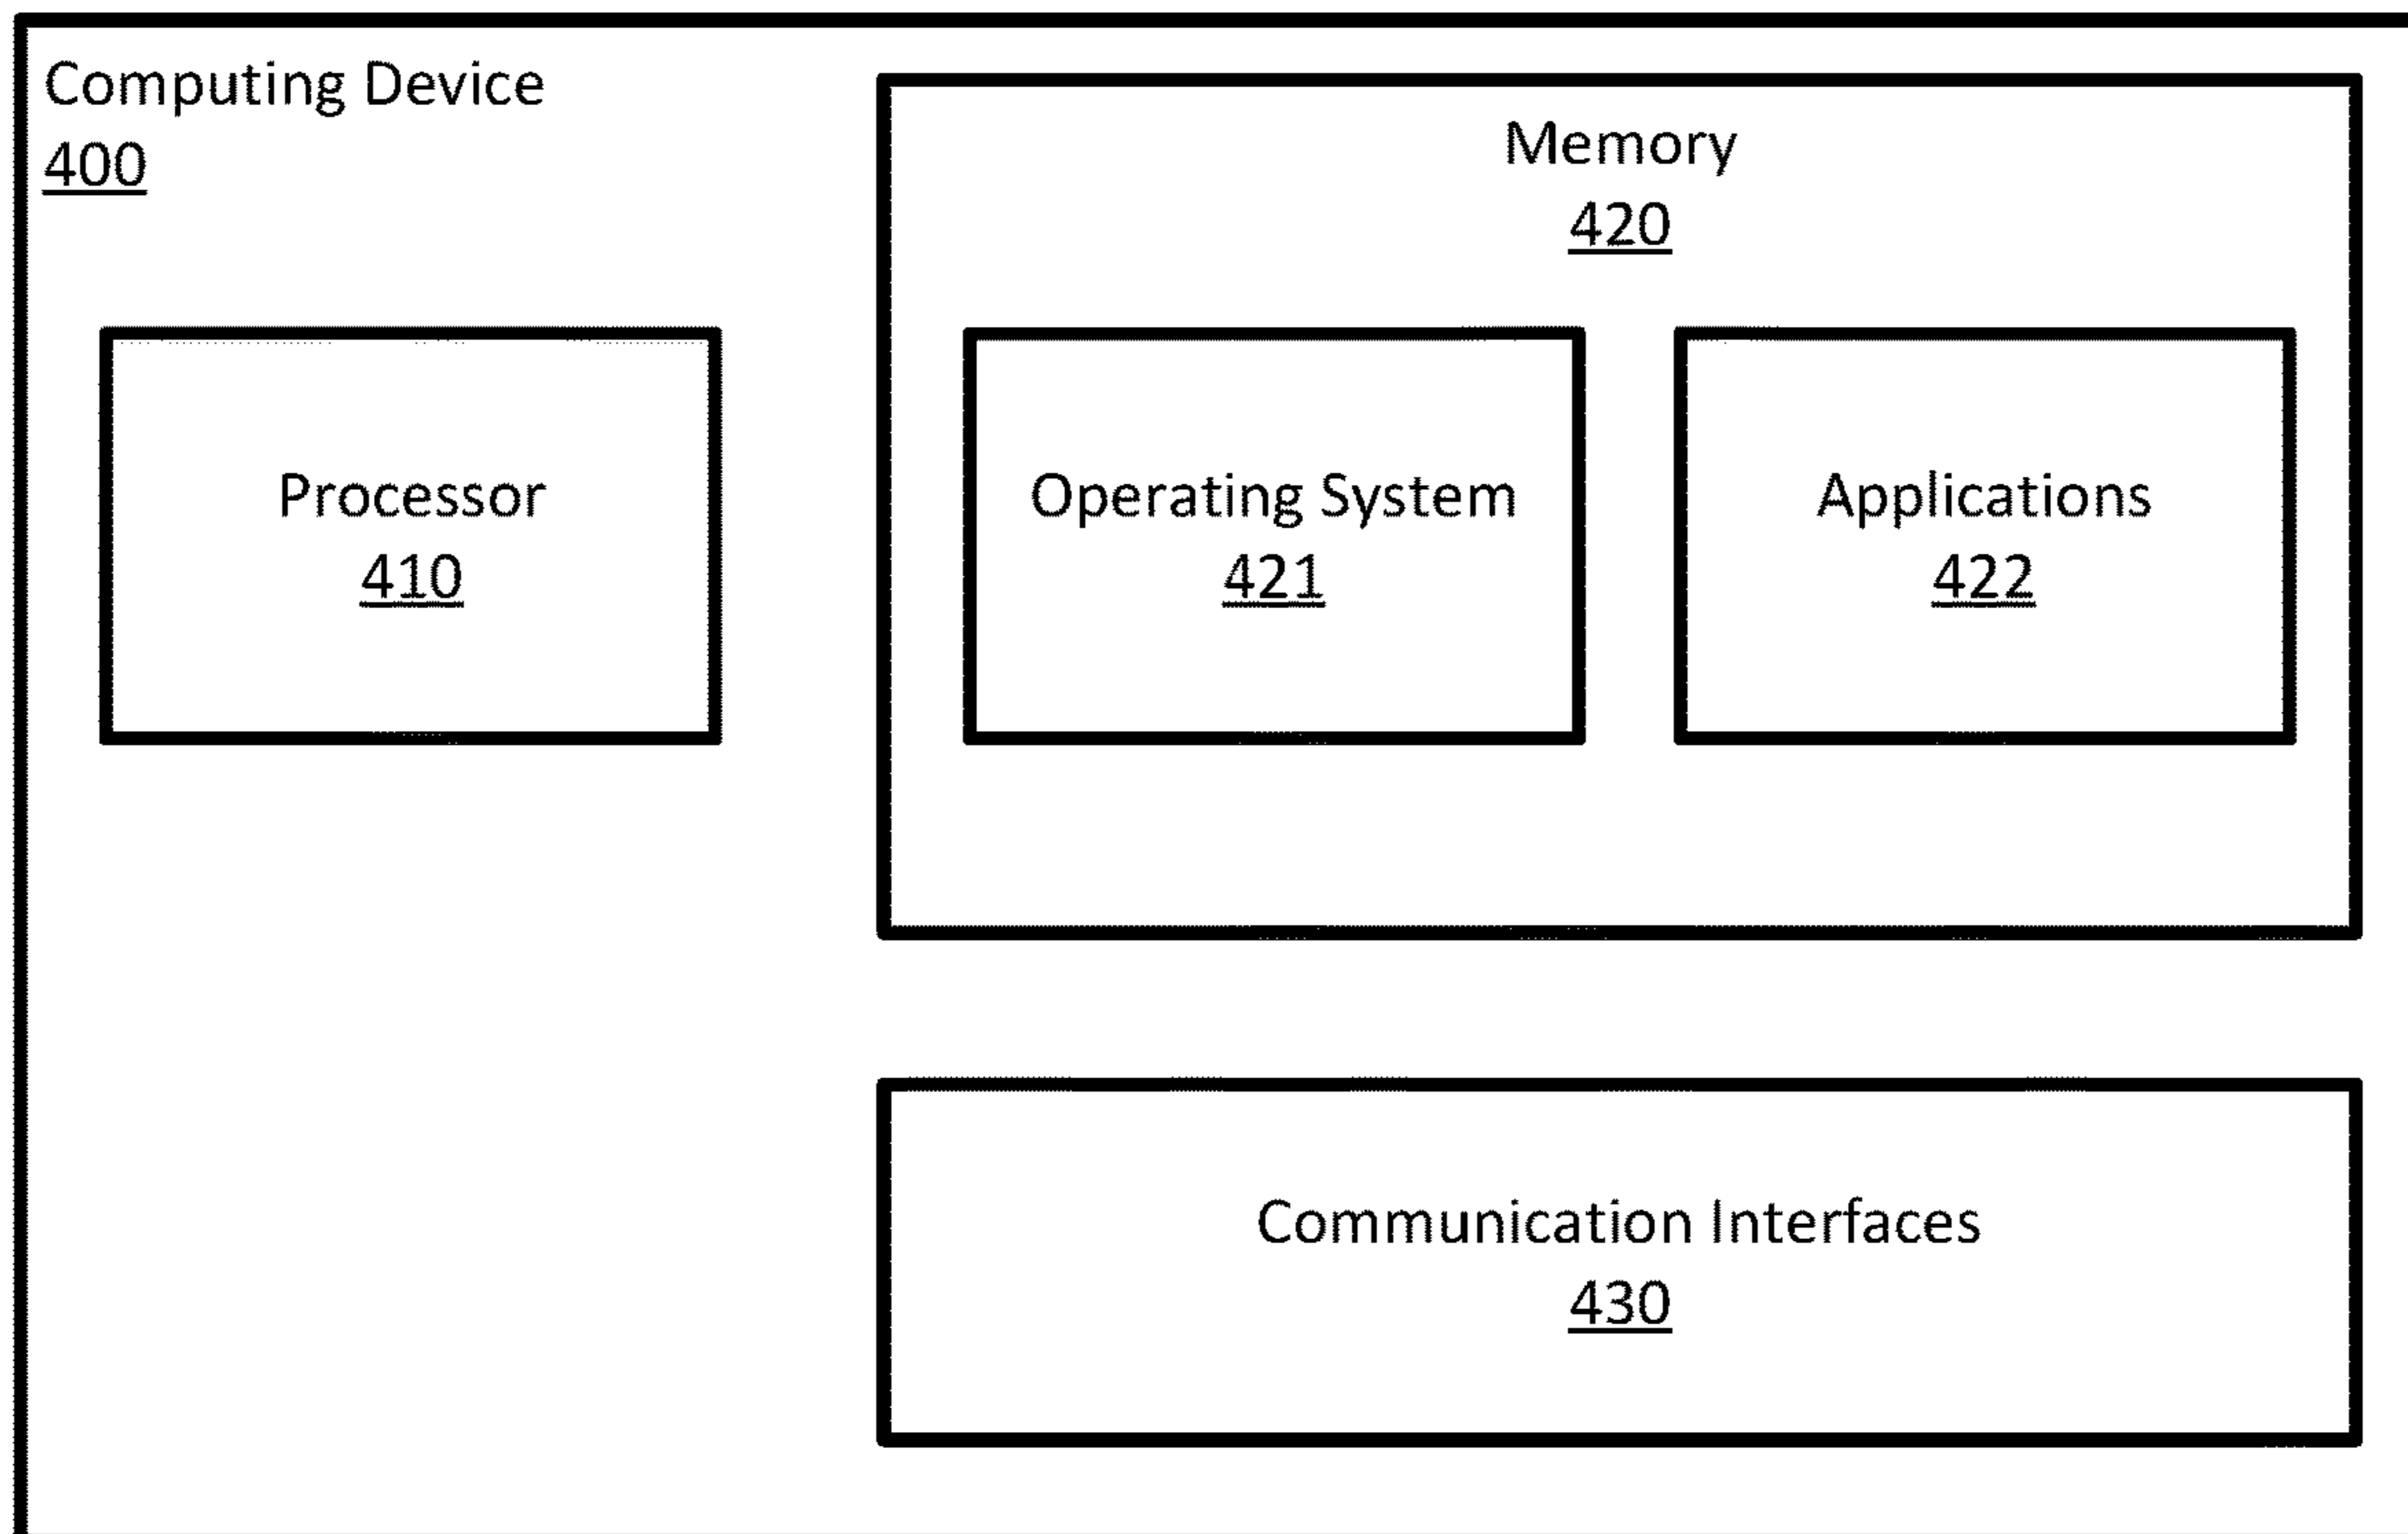 Computing Device
400
Memory
420
Processor
410
Operating System
421
Applications
422
Communication Interfaces
430